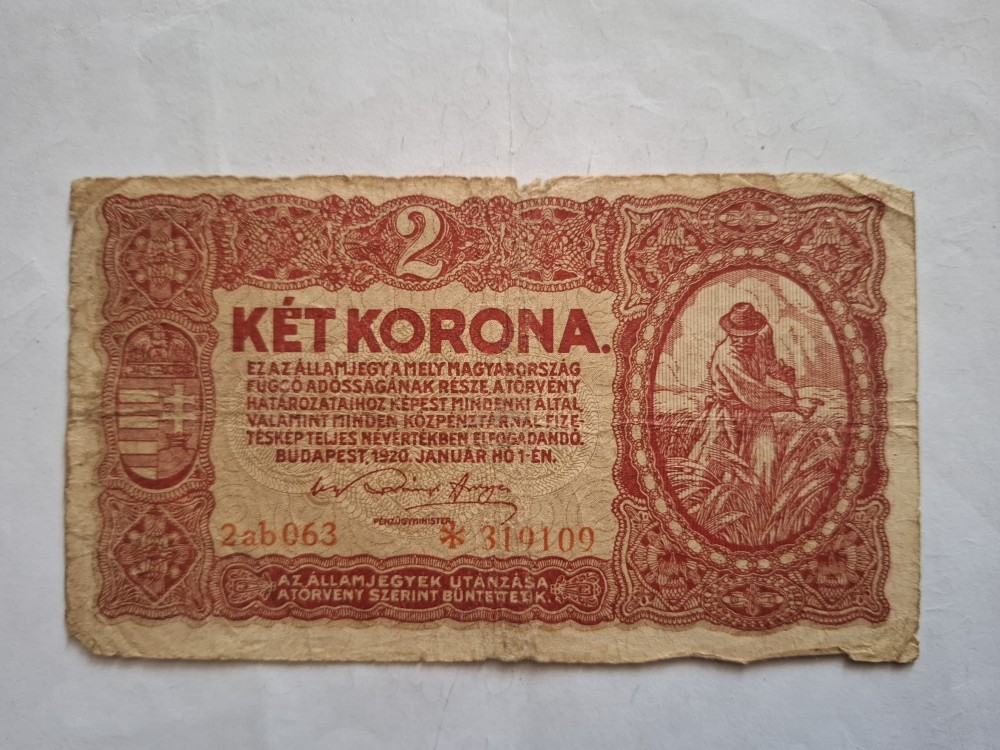 2
KÉT KORONA.
EZ AZ ÁLLAMJEGY A MELY MAGYARORSZÁG
FÜGGŐ ADÓSSÁGÁNAK RÉSZE, A TÖRVÉNY
HATÁROZATAIHOZ KÉPEST MINDENKI ÁLTAL
VALAMINT MINDEN KÖZPÉNZTÁRNÁL FIZE-
TÉSKÉP TELJES NÉVÉRTÉKBEN ELFOGADANDÓ.
BUDAPEST, 1920. JANUÁR HÓ 1-ÉN.
PÉNZÜGYMINISTER
2ab063 * 319109
AZ ÁLLAMJEGYEK UTÁNZÁSA
A TÖRVÉNY SZERINT BÜNTETTETIK.